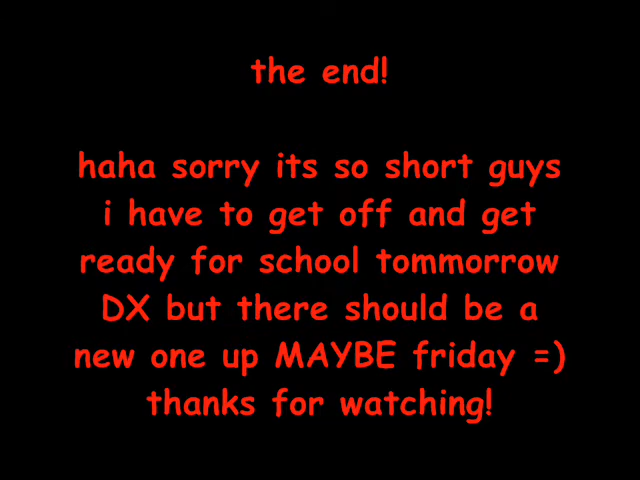 the end!
haha sorry its so short guys
i have to get off and get
ready for school tommorrow
DX but there should be a
new one up MAYBE friday =)
thanks for watching!